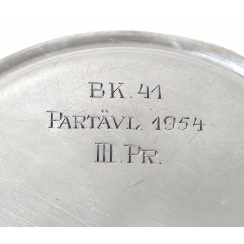 BK. 41
PARTÄVL. 1954
III. PR.